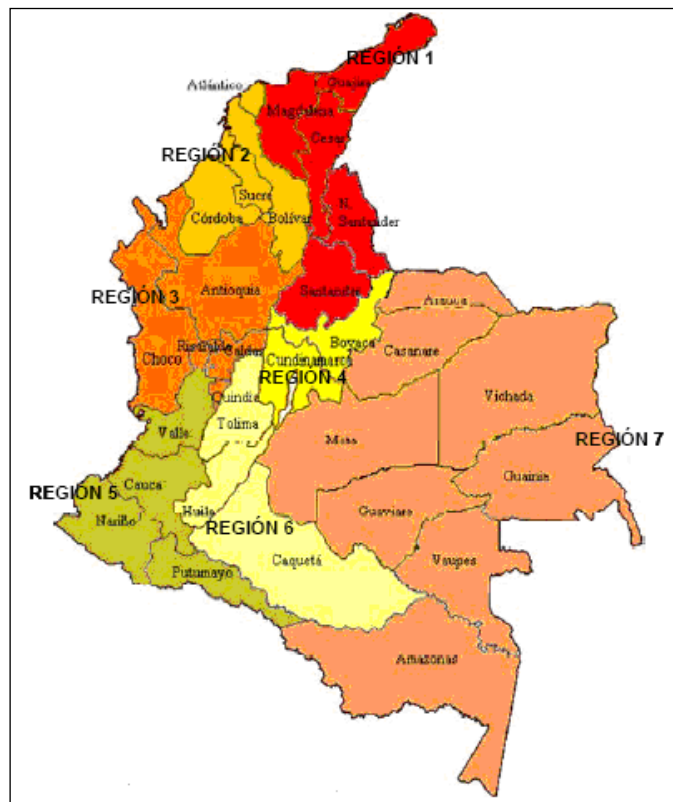 REGIÓN 1
Guajira
Atlántico
Magdalena
Cesar
REGIÓN 2
Sucre
N.
Santander
Córdoba
Bolívar
Santander
REGIÓN 3
Antioquia
Arauca
Boyaca
Choco
Risaralda
Caldas
Cundinamarca
Casanare
REGIÓN 4
Quindia
Vichada
Tolima
Valle
Meta
REGIÓN 7
Guainia
REGIÓN 5
Cauca
Huila
Guaviare
Nariño
REGIÓN 6
Caquetá
Vaupes
Putumayo
Amazonas